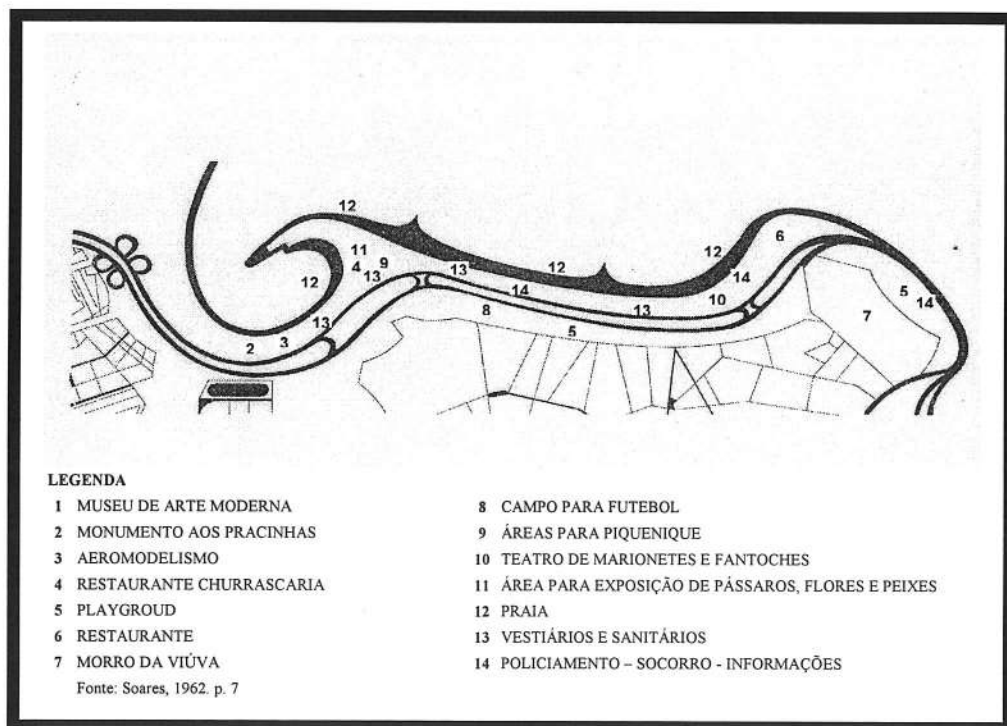 12
6
11
12
4
9
13
12
12
13
14
14
5
10
14
8
13
7
13
5
3
2
LEGENDA
1 MUSEU DE ARTE MODERNA
2 MONUMENTO AOS PRACINHAS
3 AEROMODELISMO
4 RESTAURANTE CHURRASCARIA
5 PLAYGROUD
6 RESTAURANTE
7 MORRO DA VIÚVA
Fonte: Soares, 1962. p. 7
8 CAMPO PARA FUTEBOL
9 ÁREAS PARA PIQUENIQUE
10 TEATRO DE MARIONETES E FANTOCHES
11 ÁREA PARA EXPOSIÇÃO DE PÁSSAROS, FLORES E PEIXES
12 PRAIA
13 VESTIÁRIOS E SANITÁRIOS
14 POLICIAMENTO – SOCORRO - INFORMAÇÕES